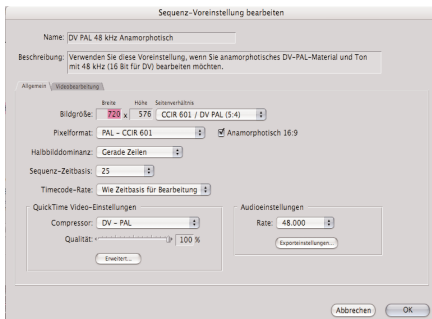 Sequenz-Voreinstellung bearbeiten
Name: DV PAL 48 kHz Anamorphotisch
Beschreibung: Verwenden Sie diese Voreinstellung, wenn Sie anamorphotisches DV-PAL-Material und Ton
mit 48 kHz (16 Bit für DV) bearbeiten möchten.
Allgemein Videobearbeitung
Breite Höhe Seitenverhältnis
Bildgröße: 720 x 576 CCIR 601 / DV PAL (5:4)
Pixelformat: PAL – CCIR 601 Anamorphotisch 16:9
Halbbilddominanz: Gerade Zeilen
Sequenz-Zeitbasis: 25
Timecode-Rate: Wie Zeitbasis für Bearbeitung
QuickTime Video-Einstellungen Audioeinstellungen
Compressor: DV – PAL Rate: 48.000
Qualität: 100 % Exporteinstellungen...
Erweitert...
Abbrechen OK